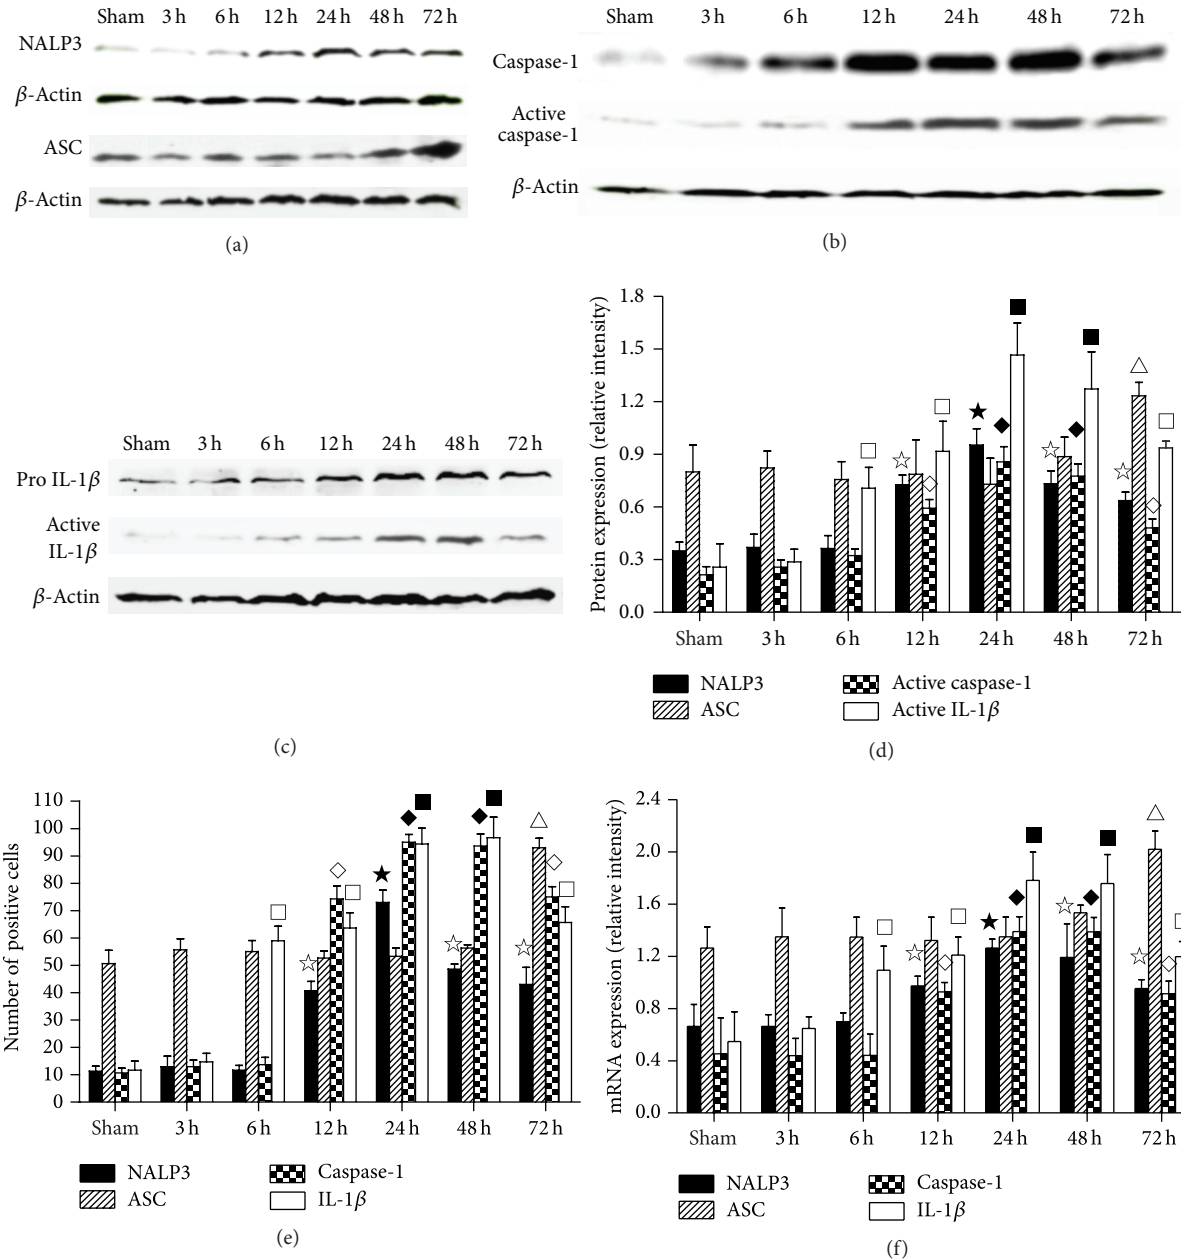 Sham 3 h 6 h 12 h 24 h 48 h 72 h
NALP3
β-Actin
ASC
β-Actin
(a)
Sham 3 h 6 h 12 h 24 h 48 h 72 h
Caspase-1
Active
caspase-1
β-Actin
(b)
Sham 3 h 6 h 12 h 24 h 48 h 72 h
Pro IL-1β
Active
IL-1β
β-Actin
(c)
Protein expression (relative intensity)
1.8
1.5
1.2
0.9
0.6
0.3
0.0
Sham 3 h 6 h 12 h 24 h 48 h 72 h
NALP3 Active caspase-1
ASC Active IL-1β
(d)
Number of positive cells
110
100
90
80
70
60
50
40
30
20
10
0
Sham 3 h 6 h 12 h 24 h 48 h 72 h
NALP3 Caspase-1
ASC IL-1β
(e)
mRNA expression (relative intensity)
2.4
2.0
1.6
1.2
0.8
0.4
0.0
Sham 3 h 6 h 12 h 24 h 48 h 72 h
NALP3 Caspase-1
ASC IL-1β
(f)